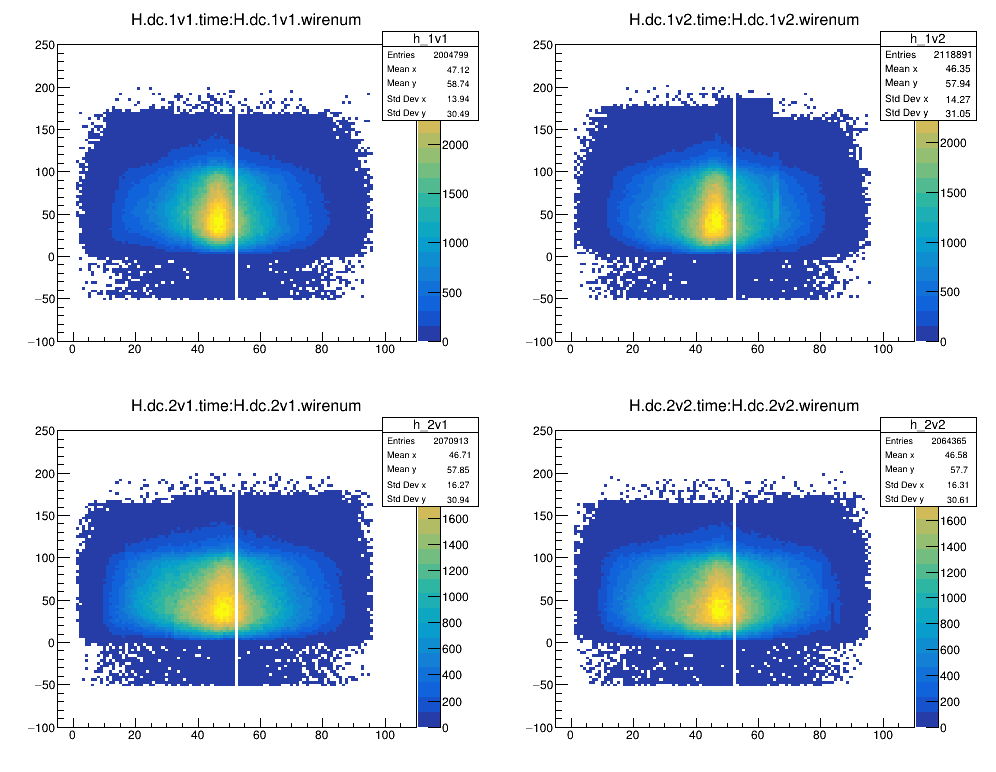 H.dc.1v1.time:H.dc.1v1.wirenum
h_1v1
Entries 2004799
Mean x 47.12
Mean y 58.74
Std Dev x 13.94
Std Dev y 30.49
250
200
150
100
50
0
−50
−100
0 20 40 60 80 100
2000
1500
1000
500
0
H.dc.1v2.time:H.dc.1v2.wirenum
h_1v2
Entries 2118891
Mean x 46.35
Mean y 57.94
Std Dev x 14.27
Std Dev y 31.05
250
200
150
100
50
0
−50
−100
0 20 40 60 80 100
2000
1500
1000
500
0
H.dc.2v1.time:H.dc.2v1.wirenum
h_2v1
Entries 2070913
Mean x 46.71
Mean y 57.85
Std Dev x 16.27
Std Dev y 30.94
250
200
150
100
50
0
−50
−100
0 20 40 60 80 100
1600
1400
1200
1000
800
600
400
200
0
H.dc.2v2.time:H.dc.2v2.wirenum
h_2v2
Entries 2064365
Mean x 46.58
Mean y 57.7
Std Dev x 16.31
Std Dev y 30.61
250
200
150
100
50
0
−50
−100
0 20 40 60 80 100
1600
1400
1200
1000
800
600
400
200
0